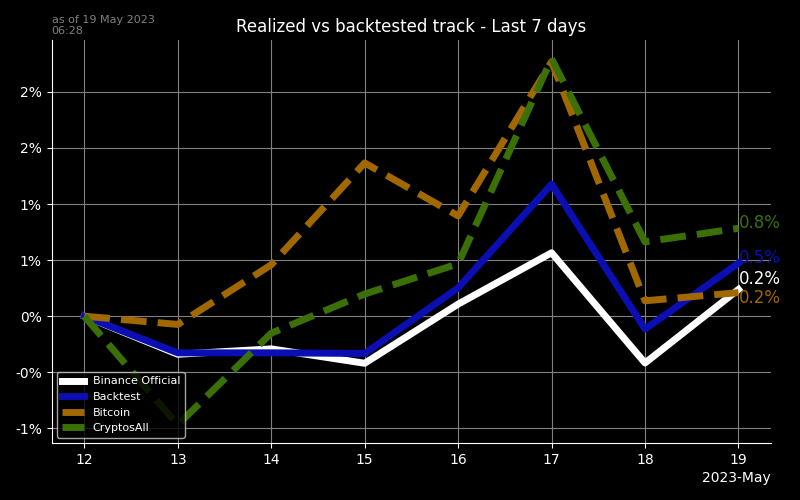 as of 19 May 2023
06:28
Realized vs backtested track - Last 7 days
2%
2%
1%
1%
0%
-0%
-1%
0.8%
0.5%
0.2%
0.2%
Binance Official
Backtest
Bitcoin
CryptosAll
12 13 14 15 16 17 18 19
2023-May